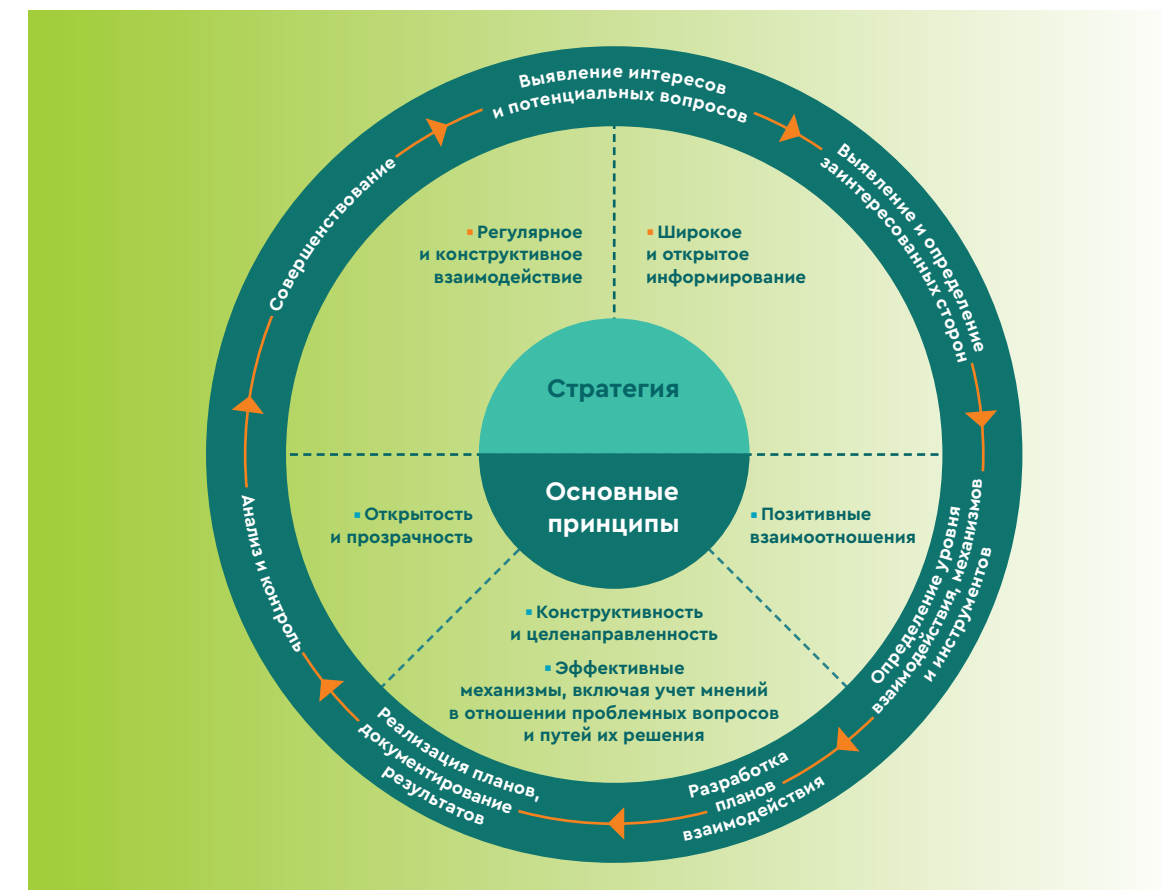 Выявление интересов
и потенциальных вопросов
Выявление и определение
заинтересованных сторон
Определение уровня
взаимодействия, механизмов
и инструментов
Разработка
планов
взаимодействия
Реализация планов,
документирование
результатов
Анализ и контроль
Совершенствование
▪ Регулярное
и конструктивное
взаимодействие
▪ Широкое
и открытое
информирование
Стратегия
Основные
принципы
▪ Открытость
и прозрачность
▪ Позитивные
взаимоотношения
▪ Конструктивность
и целенаправленность
▪ Эффективные
механизмы, включая учет мнений
в отношении проблемных вопросов
и путей их решения